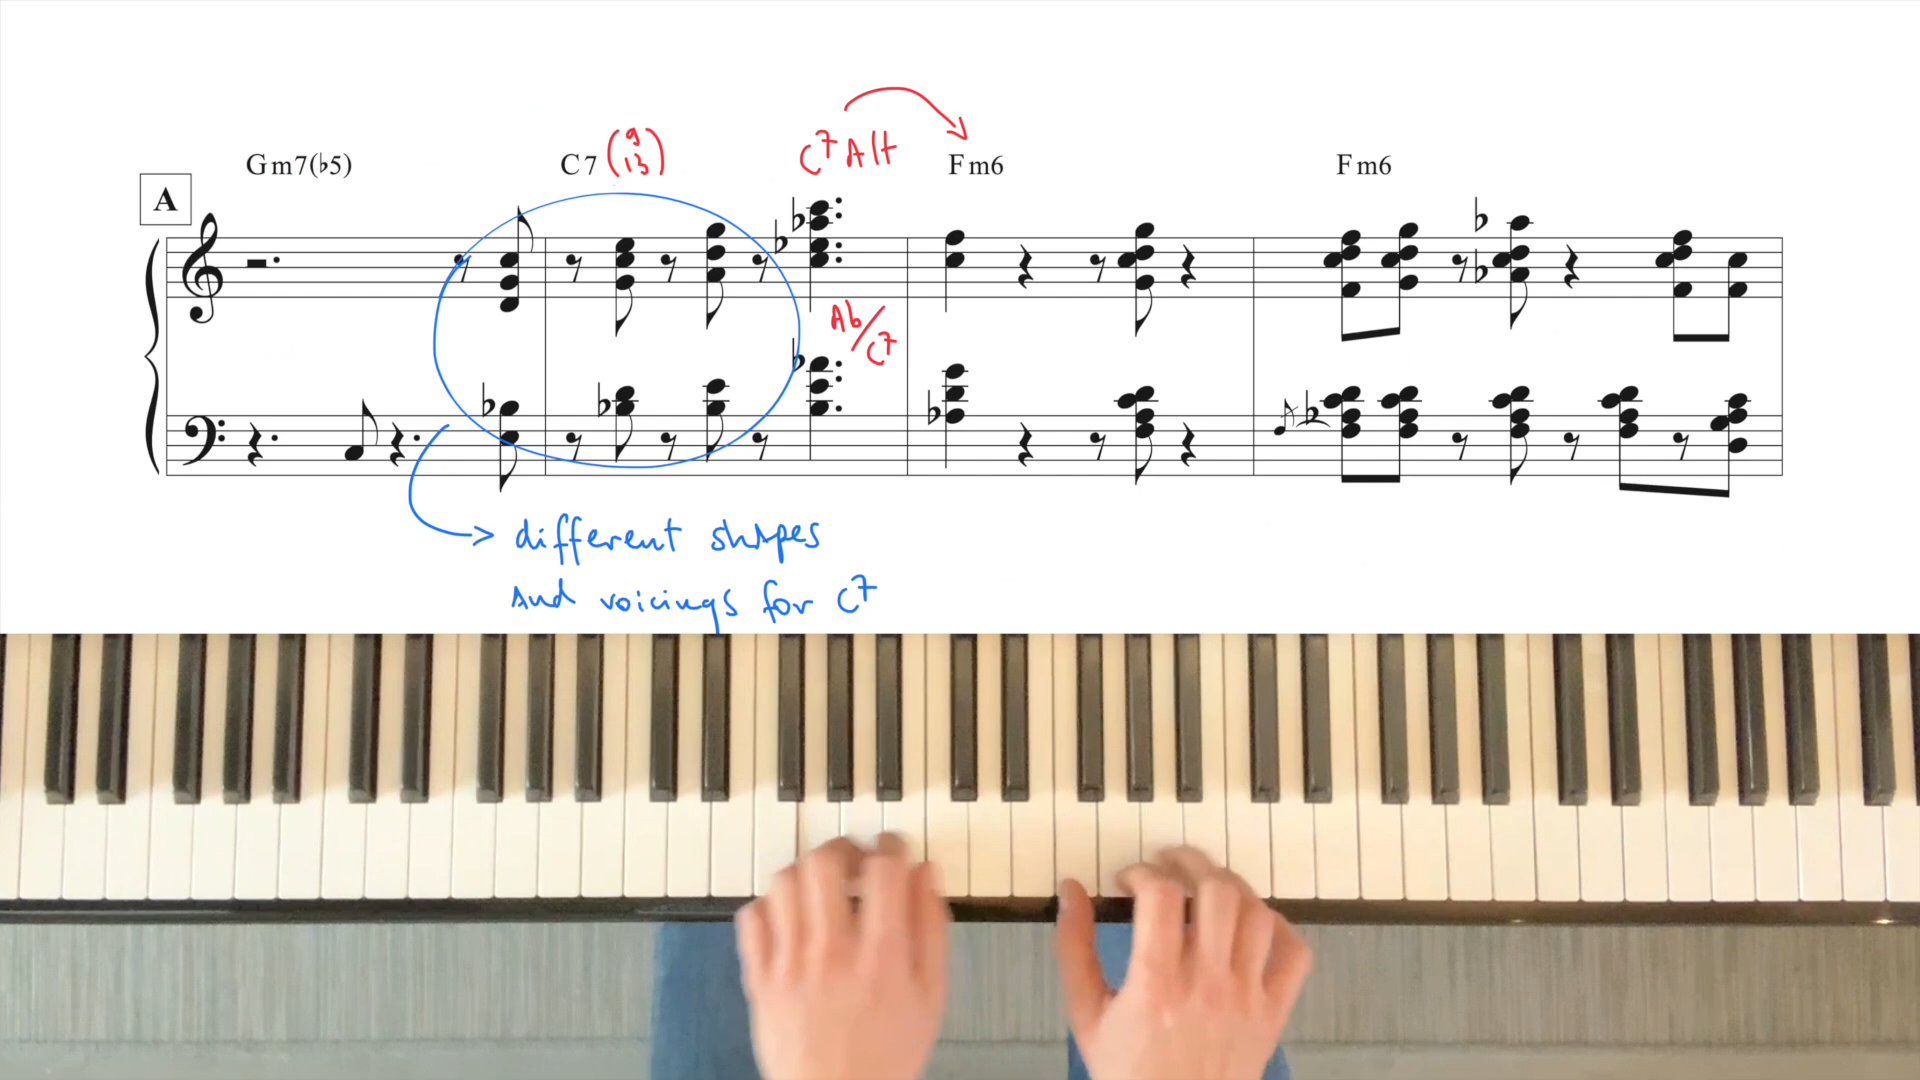 C7 Alt
Gm7(♭5) C7 (9 13) Fm6 Fm6
A
Ab/C7
different shapes
and voicings for C7